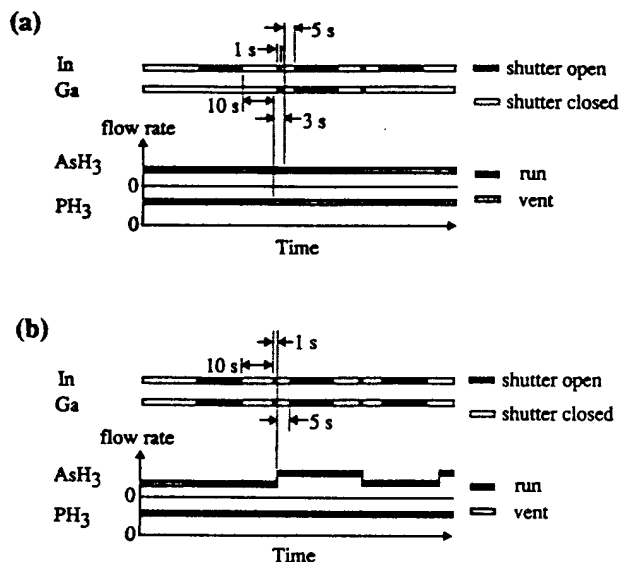 (a)
5 s
1 s
In
shutter open
Ga
shutter closed
10 s
3 s
flow rate
AsH3
run
0
PH3
vent
0
Time
(b)
1 s
10 s
In
shutter open
Ga
shutter closed
5 s
flow rate
AsH3
run
0
PH3
vent
0
Time